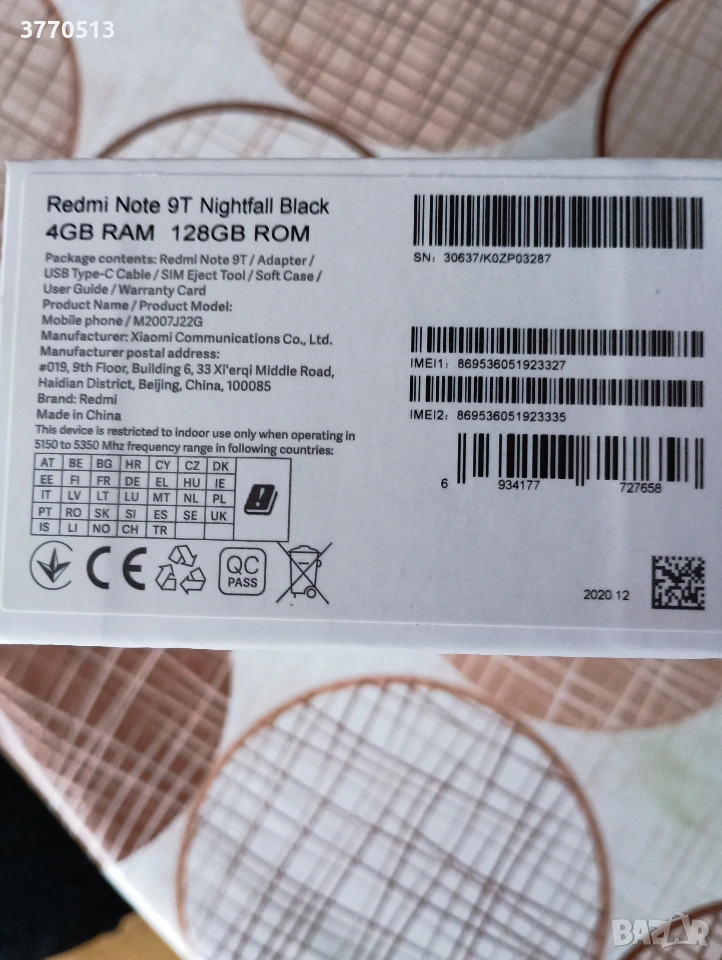 3770513
Redmi Note 9T Nightfall Black
4GB RAM 128GB ROM
Package contents: Redmi Note 9T / Adapter /
USB Type-C Cable / SIM Eject Tool / Soft Case /
User Guide / Warranty Card
Product Name / Product Model:
Mobile phone / M2007J22G
Manufacturer: Xiaomi Communications Co., Ltd.
Manufacturer postal address:
#019, 9th Floor, Building 6, 33 Xi'erqi Middle Road,
Haidian District, Beijing, China, 100085
Brand: Redmi
Made in China
This device is restricted to indoor use only when operating in
5150 to 5350 Mhz frequency range in following countries:
AT BE BG HR CY CZ DK
EE FI FR DE EL HU IE
IT LV LT LU MT NL PL
PT RO SK SI ES SE UK
IS LI NO CH TR
CE
QC
PASS
SN: 30637/K0ZP03287
IMEI1: 869536051923327
IMEI2: 869536051923335
6 934177 727658
2020.12
BAZAR